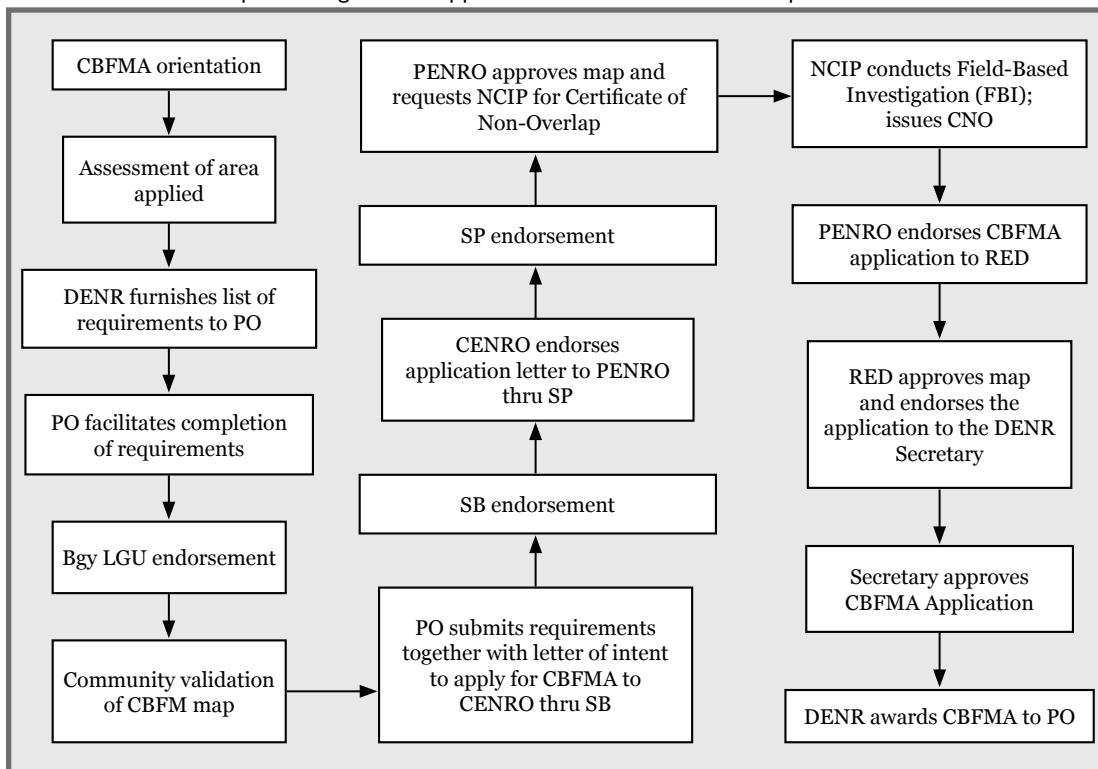 CBFMA orientation
Assessment of area
applied
DENR furnishes list of
requirements to PO
PO facilitates completion
of requirements
Bgy LGU endorsement
Community validation
of CBFM map
PO submits requirements
together with letter of intent
to apply for CBFMA to
CENRO thru SB
SB endorsement
CENRO endorses
application letter to PENRO
thru SP
SP endorsement
PENRO approves map and
requests NCIP for Certificate of
Non-Overlap
NCIP conducts Field-Based
Investigation (FBI);
issues CNO
PENRO endorses CBFMA
application to RED
RED approves map
and endorses the
application to the DENR
Secretary
Secretary approves
CBFMA Application
DENR awards CBFMA to PO